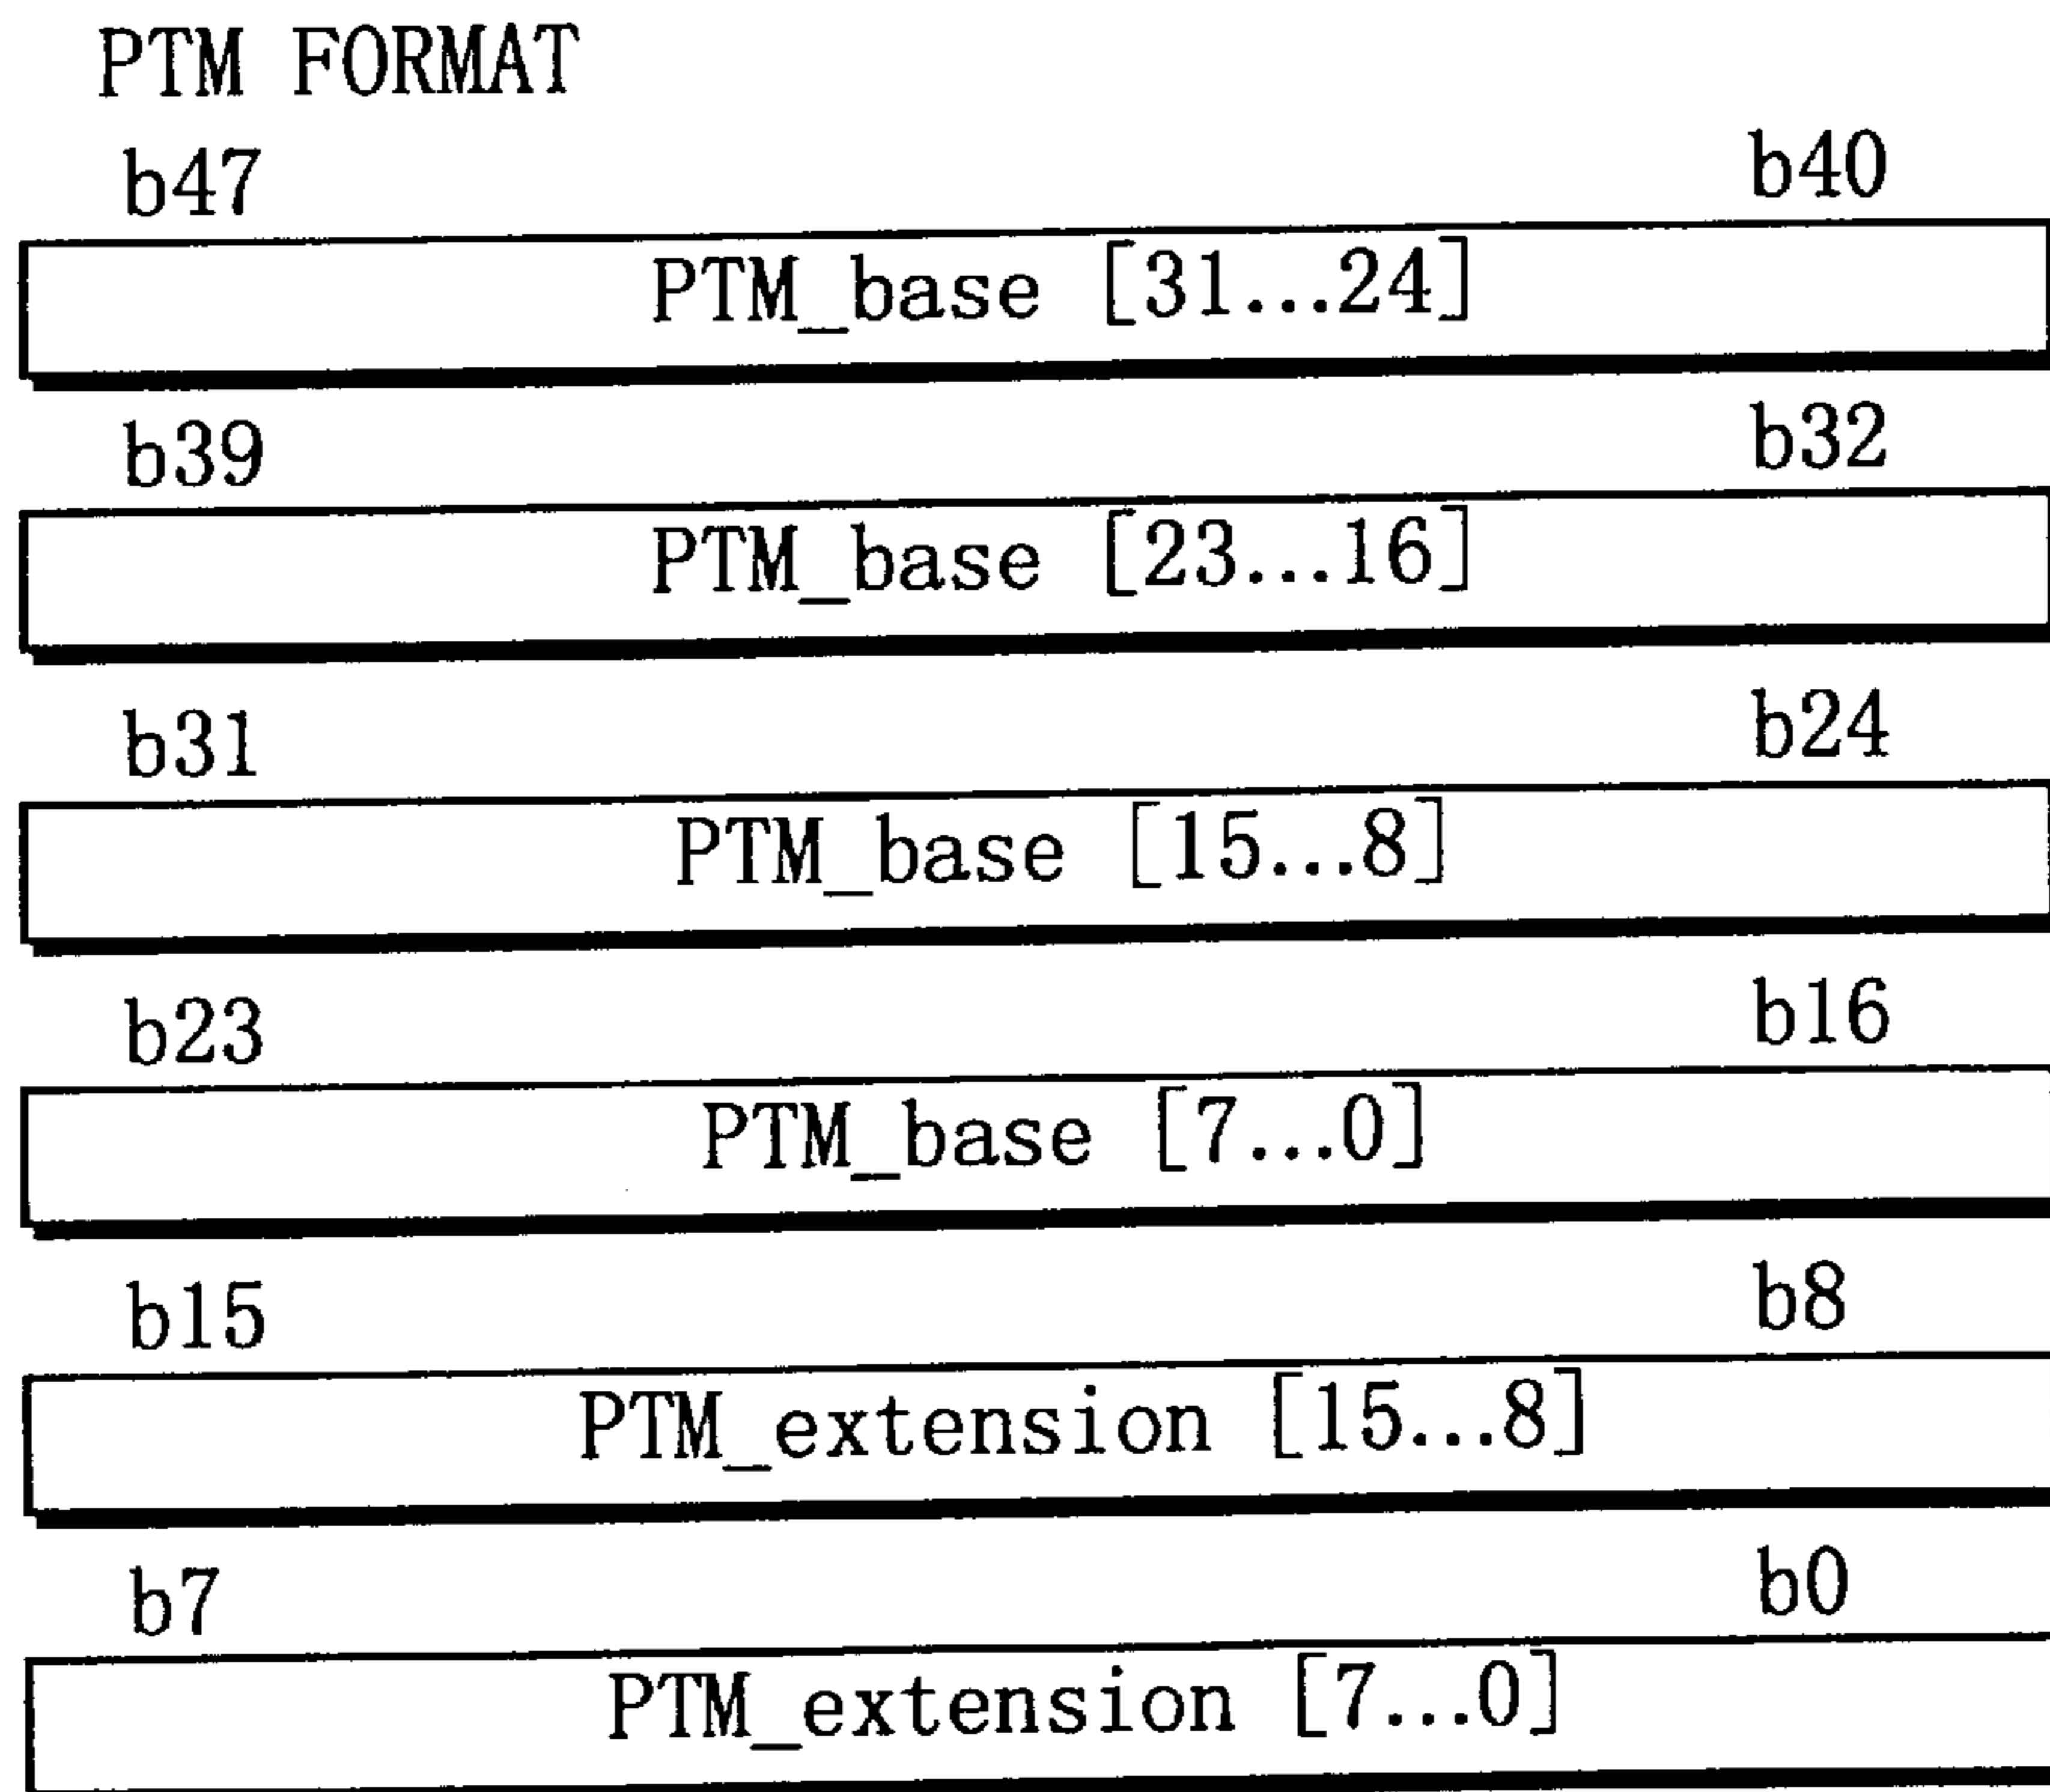 PTM FORMAT
b47 b40
PTM_base [31...24]
b39 b32
PTM_base [23...16]
b31 b24
PTM_base [15...8]
b23 b16
PTM_base [7...0]
b15 b8
PTM_extension [15...8]
b7 b0
PTM_extension [7...0]